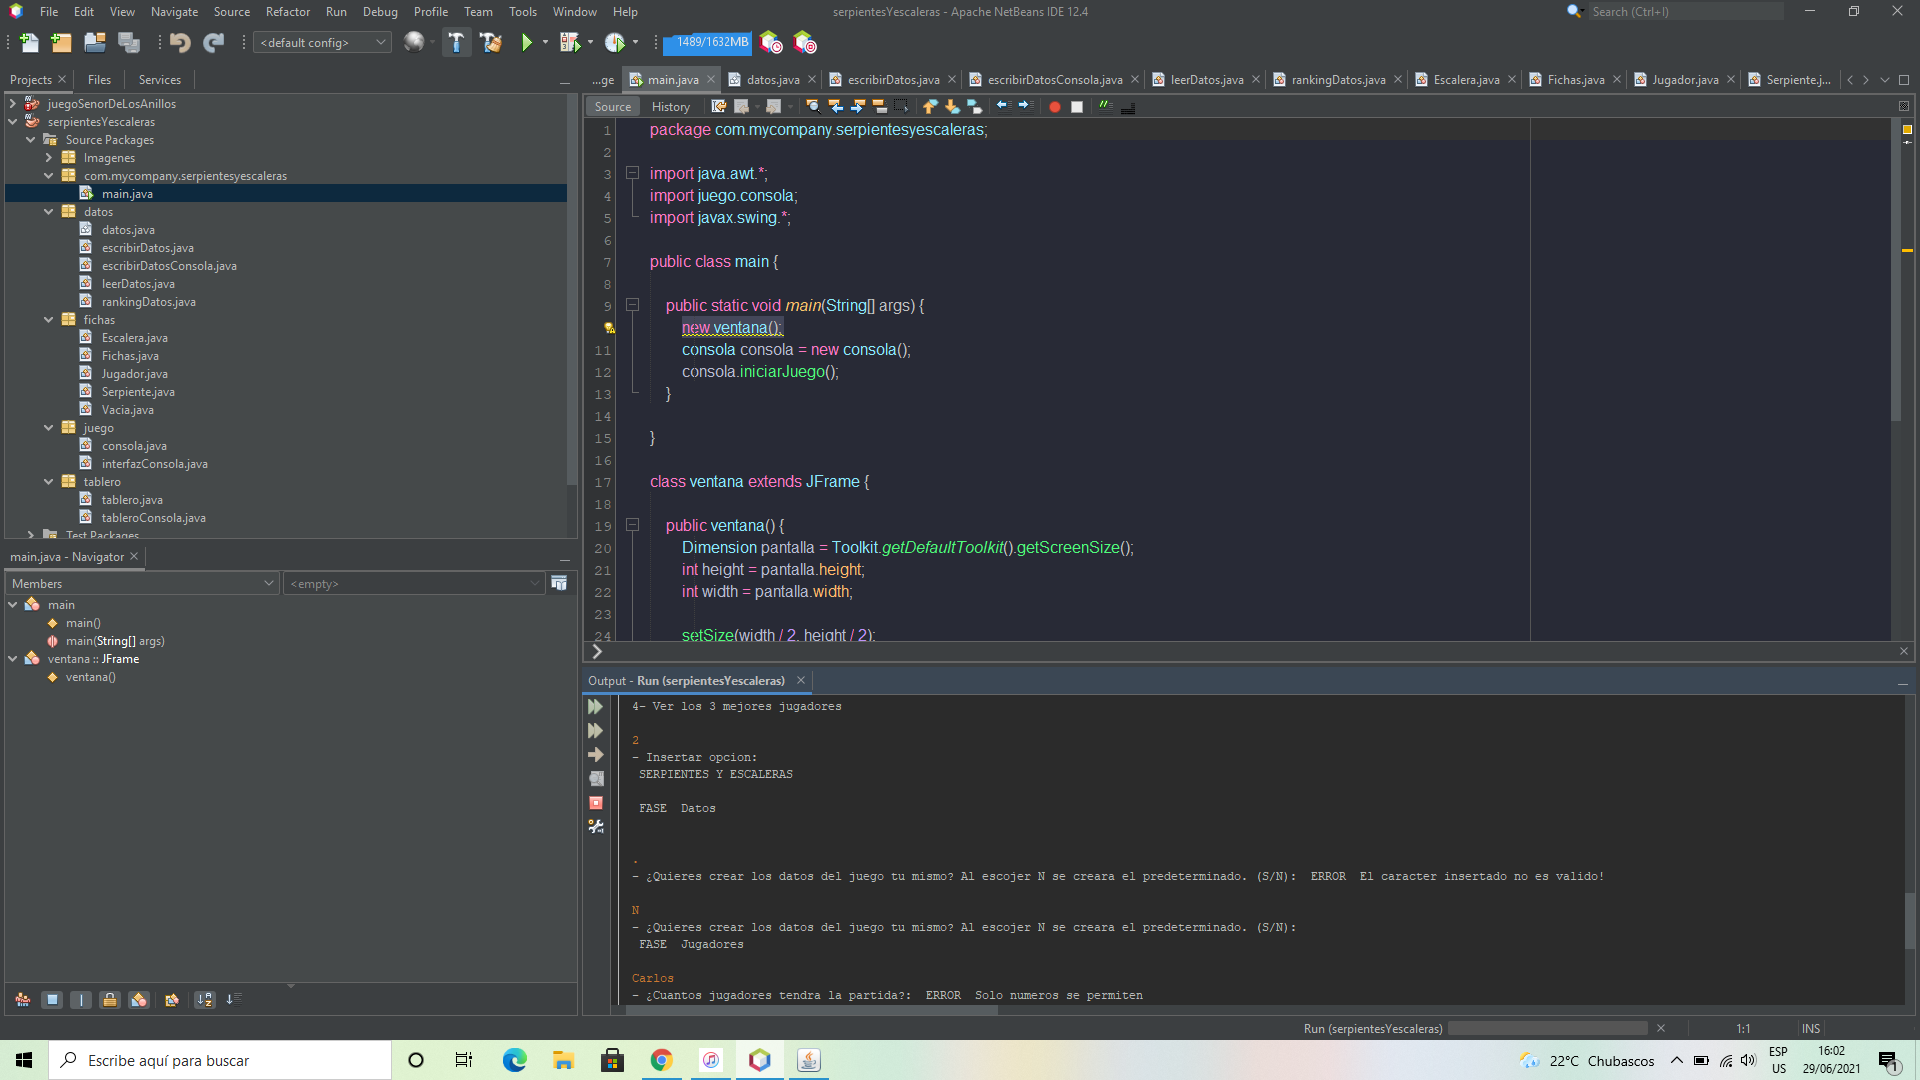 File Edit View Navigate Source Refactor Run Debug Profile Team Tools Window Help
serpientesYescaleras - Apache NetBeans IDE 12.4
Search (Ctrl+I)
<default config>
1489/1632MB
Projects Files Services
juegoSenorDeLosAnillos
serpientesYescaleras
Source Packages
Imagenes
com.mycompany.serpientesyescaleras
main.java
datos
datos.java
escribirDatos.java
escribirDatosConsola.java
leerDatos.java
rankingDatos.java
fichas
Escalera.java
Fichas.java
Jugador.java
Serpiente.java
Vacia.java
juego
consola.java
interfazConsola.java
tablero
tablero.java
tableroConsola.java
Test Packages
main.java - Navigator
Members
<empty>
main
main()
main(String[] args)
ventana :: JFrame
ventana()
...ge main.java datos.java escribirDatos.java escribirDatosConsola.java leerDatos.java rankingDatos.java Escalera.java Fichas.java Jugador.java Serpiente.j...
Source History
1 package com.mycompany.serpientesyescaleras;
2
3 import java.awt.*;
4 import juego.consola;
5 import javax.swing.*;
6
7 public class main {
8
9 public static void main(String[] args) {
new ventana();
11 consola consola = new consola();
12 consola.iniciarJuego();
13 }
14
15 }
16
17 class ventana extends JFrame {
18
19 public ventana() {
20 Dimension pantalla = Toolkit.getDefaultToolkit().getScreenSize();
21 int height = pantalla.height;
22 int width = pantalla.width;
23
24 setSize(width / 2, height / 2);
Output - Run (serpientesYescaleras)
4- Ver los 3 mejores jugadores
2
- Insertar opcion:
SERPIENTES Y ESCALERAS
FASE Datos
.
- ¿Quieres crear los datos del juego tu mismo? Al escojer N se creara el predeterminado. (S/N): ERROR El caracter insertado no es valido!
N
- ¿Quieres crear los datos del juego tu mismo? Al escojer N se creara el predeterminado. (S/N):
FASE Jugadores
Carlos
- ¿Cuantos jugadores tendra la partida?: ERROR Solo numeros se permiten
Run (serpientesYescaleras)
1:1
INS
Escribe aquí para buscar
22°C Chubascos
ESP
US
16:02
29/06/2021
1